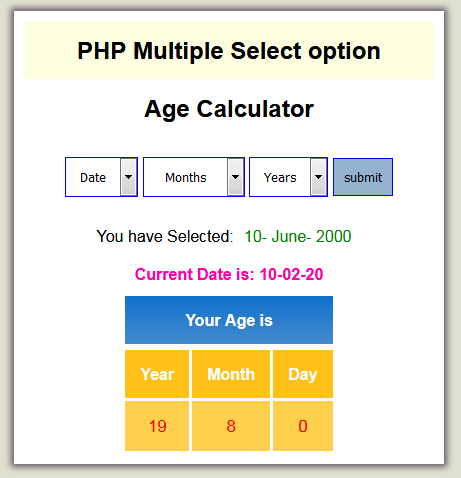 PHP Multiple Select option
Age Calculator
Date Months Years submit
You have Selected: 10- June- 2000
Current Date is: 10-02-20
Your Age is
Year Month Day
19 8 0